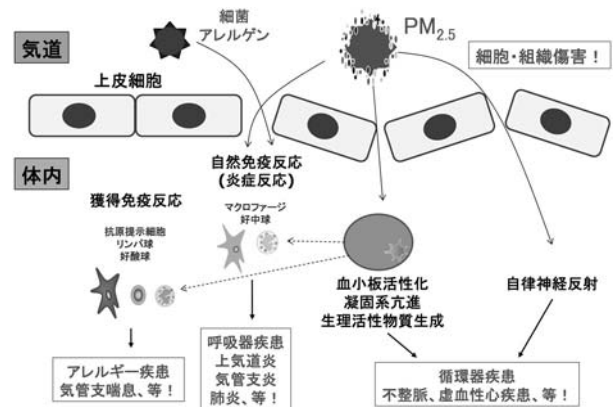 細菌
アレルゲン
PM2.5
気道
細胞・組織傷害！
上皮細胞
体内
自然免疫反応
(炎症反応)
獲得免疫反応
マクロファージ
好中球
抗原提示細胞
リンパ球
好酸球
血小板活性化
凝固系亢進
生理活性物質生成
自律神経反射
アレルギー疾患
気管支喘息、等！
呼吸器疾患
上気道炎
気管支炎
肺炎、等！
循環器疾患
不整脈、虚血性心疾患、等！